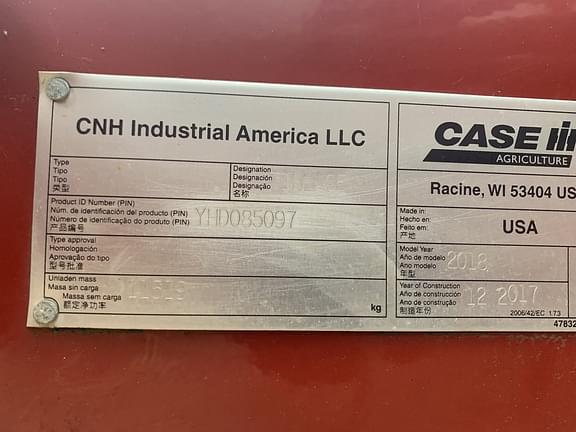 CNH Industrial America LLC
Type
Tipo
Tipo
类型
Designation
Designación
Designação
名称
Product ID Number (PIN)
Núm. de identificación del producto (PIN)
Número de identificação do produto (PIN)
产品编号
YHD085097
Type approval
Homologación
Aprovação do tipo
型号批准
Unladen mass
Masa sin carga
Massa sem carga
额定净功率
kg
CASE IH
AGRICULTURE
Racine, WI 53404 US
Made in:
Hecho en:
Feito em:
产地
USA
Model Year
Año de modelo
Ano modelo
年型
2018
Year of Construction
Año de construcción
Ano de construção
制造年份
12 2017
2006/42/EC 1.73
4783